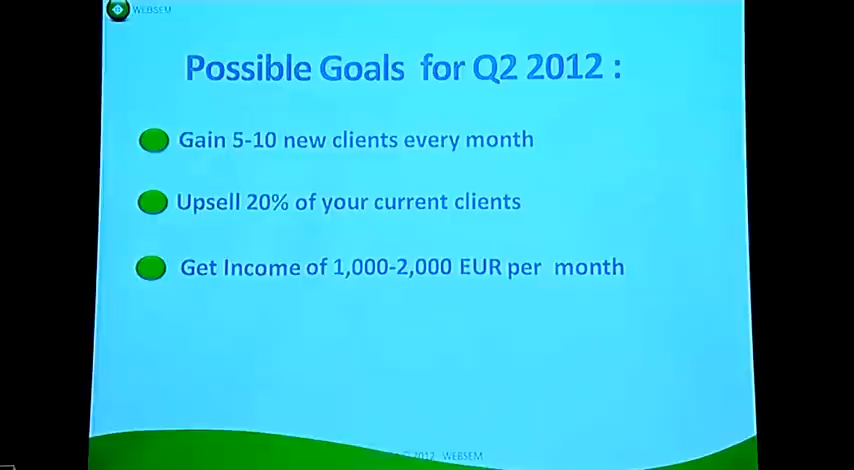 WEBSEM
Possible Goals for Q2 2012 :
Gain 5-10 new clients every month
Upsell 20% of your current clients
Get Income of 1,000-2,000 EUR per month
© 2012 WEBSEM